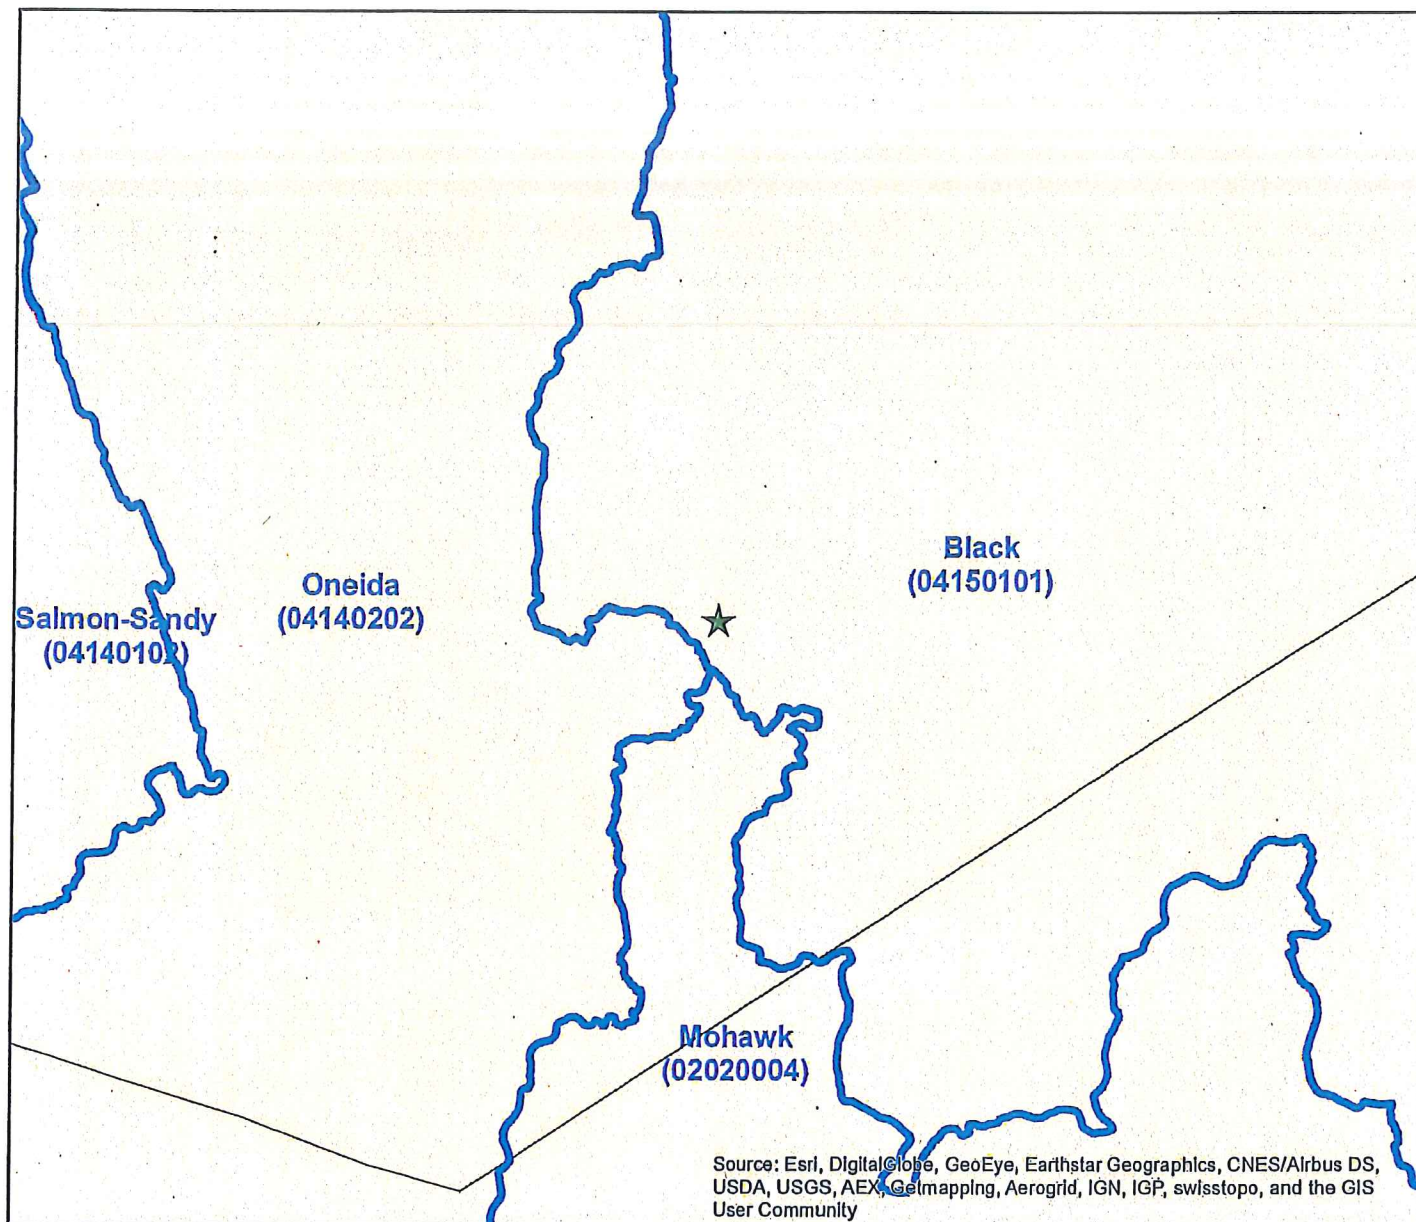 Black
(04150101)
Oneida
(04140202)
Salmon-Sandy
(04140102)
Mohawk
(02020004)
Source: Esri, DigitalGlobe, GeoEye, Earthstar Geographics, CNES/Airbus DS,
USDA, USGS, AEX, Getmapping, Aerogrid, IGN, IGP, swisstopo, and the GIS
User Community